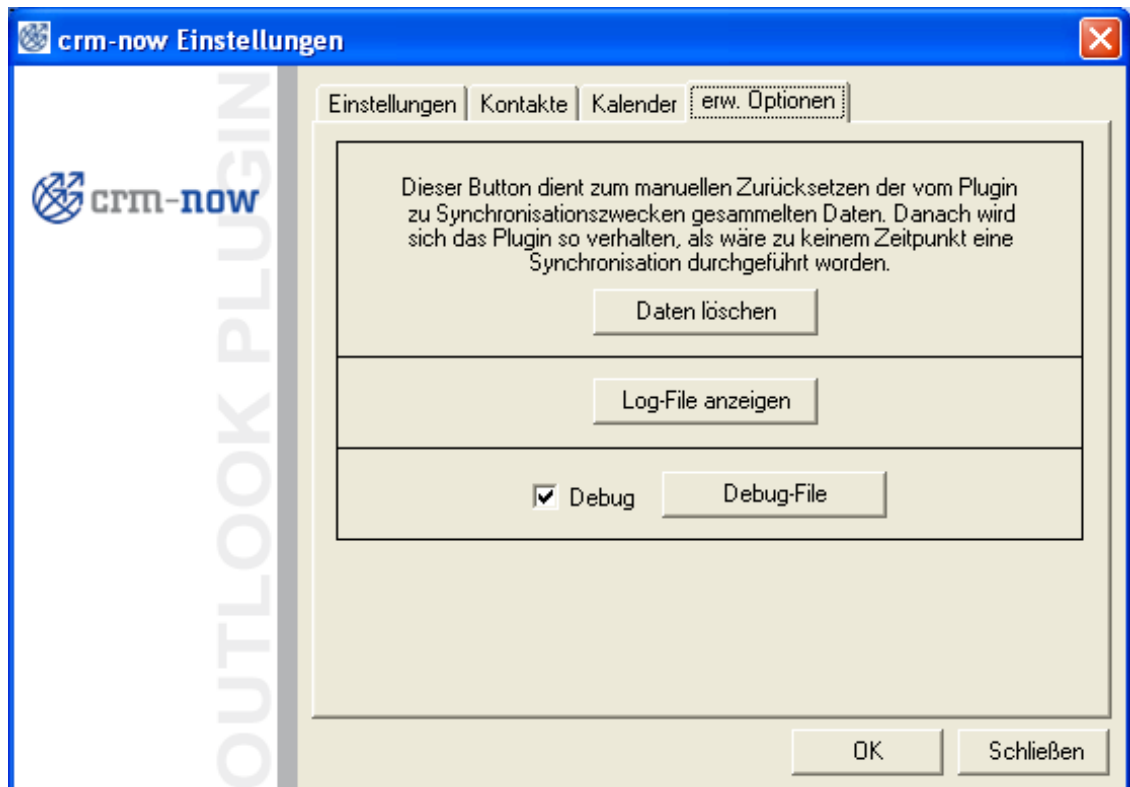 crm-now Einstellungen
OUTLOOK PLUGIN
crm-now
Einstellungen
Kontakte
Kalender
erw. Optionen
Dieser Button dient zum manuellen Zurücksetzen der vom Plugin
zu Synchronisationszwecken gesammelten Daten. Danach wird
sich das Plugin so verhalten, als wäre zu keinem Zeitpunkt eine
Synchronisation durchgeführt worden.
Daten löschen
Log-File anzeigen
Debug
Debug-File
OK
Schließen